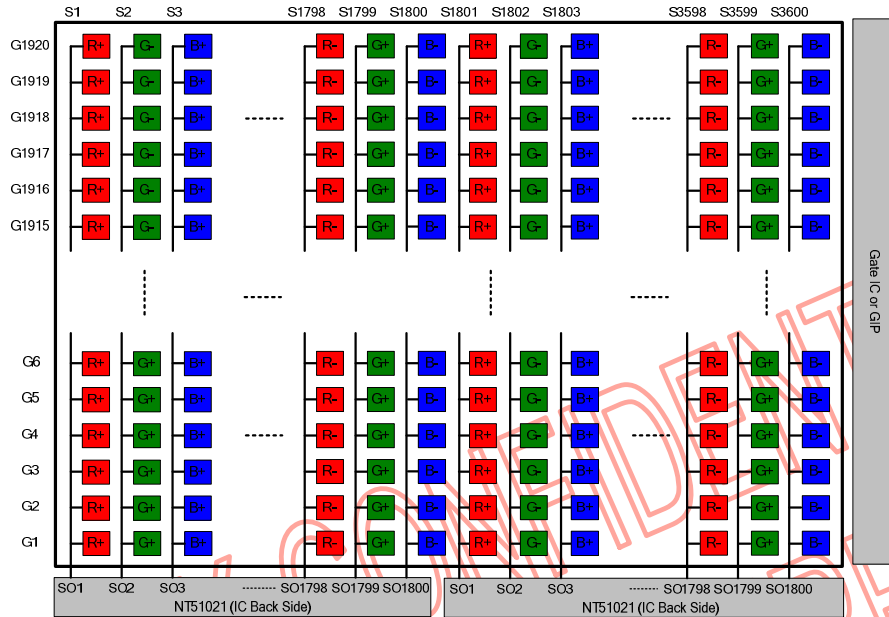 S1 S2 S3 S1798 S1799 S1800 S1801 S1802 S1803 S3598 S3599 S3600
G1920 R+ G- B+ R- G+ B- R+ G- B+ R- G+ B-
G1919 R+ G- B+ R- G+ B- R+ G- B+ R- G+ B-
G1918 R+ G- B+ R- G+ B- R+ G- B+ R- G+ B-
G1917 R+ G- B+ R- G+ B- R+ G- B+ R- G+ B-
G1916 R+ G- B+ R- G+ B- R+ G- B+ R- G+ B-
G1915 R+ G- B+ R- G+ B- R+ G- B+ R- G+ B-
Gate IC or GIP
G6 R+ G+ B+ R- G+ B- R+ G- B+ R- G+ B-
G5 R+ G+ B+ R- G+ B- R+ G- B+ R- G+ B-
G4 R+ G+ B+ R- G+ B- R+ G- B+ R- G+ B-
G3 R+ G+ B+ R- G+ B- R+ G- B+ R- G+ B-
G2 R+ G+ B+ R- G+ B- R+ G- B+ R- G+ B-
G1 R+ G+ B+ R- G+ B- R+ G- B+ R- G+ B-
SO1 SO2 SO3 SO1798 SO1799 SO1800 SO1 SO2 SO3 SO1798 SO1799 SO1800
NT51021 (IC Back Side) NT51021 (IC Back Side)
CONFIDENT